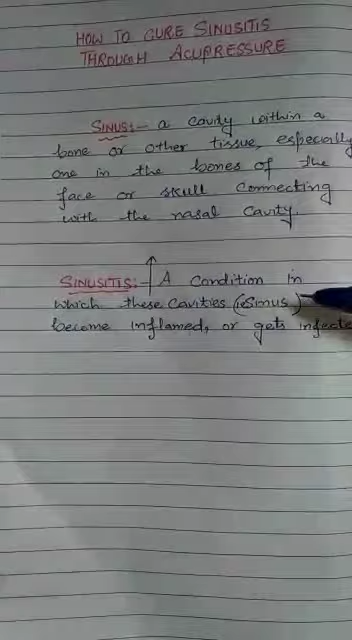 HOW TO CURE SINUSITIS
THROUGH ACUPRESSURE
SINUS:- a cavity within a
bone or other tissue, especially
one in the bones of the
face or skull connecting
with the nasal cavity.
SINUSITIS:- A Condition in
which these Cavities (ieSinus)
become inflamed, or gets infecte